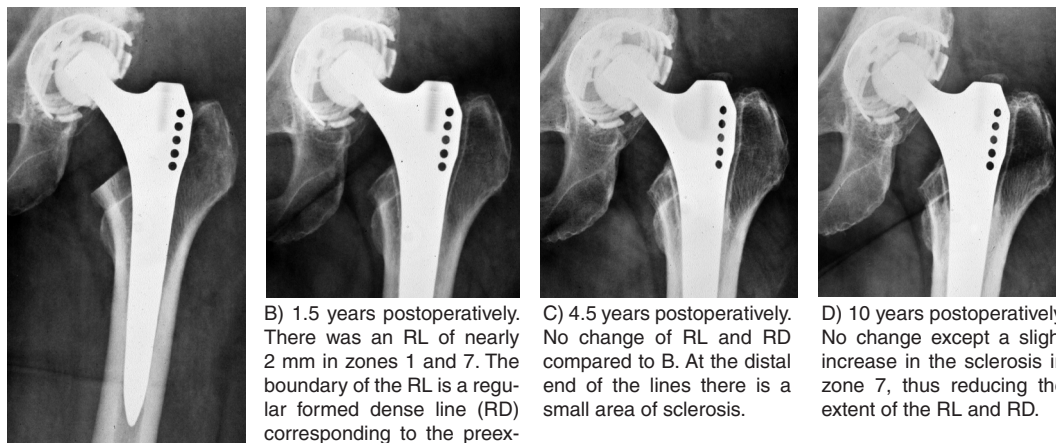 B) 1.5 years postoperatively.
There was an RL of nearly
2 mm in zones 1 and 7. The
boundary of the RL is a regu-
lar formed dense line (RD)
corresponding to the preex-
C) 4.5 years postoperatively.
No change of RL and RD
compared to B. At the distal
end of the lines there is a
small area of sclerosis.
D) 10 years postoperatively
No change except a sligh
increase in the sclerosis i
zone 7, thus reducing th
extent of the RL and RD.